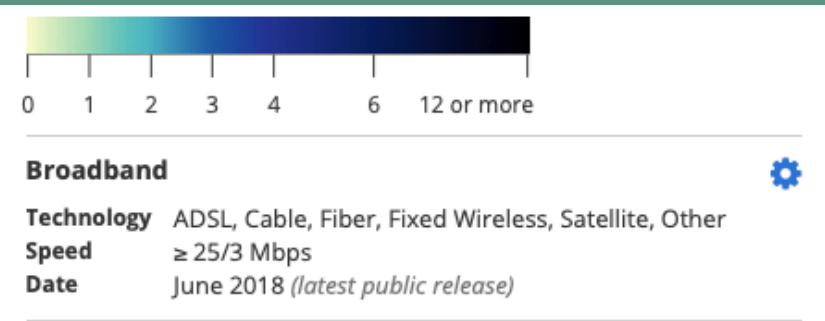 0 1 2 3 4 6 12 or more
Broadband
Technology ADSL, Cable, Fiber, Fixed Wireless, Satellite, Other
Speed ≥ 25/3 Mbps
Date June 2018 (latest public release)